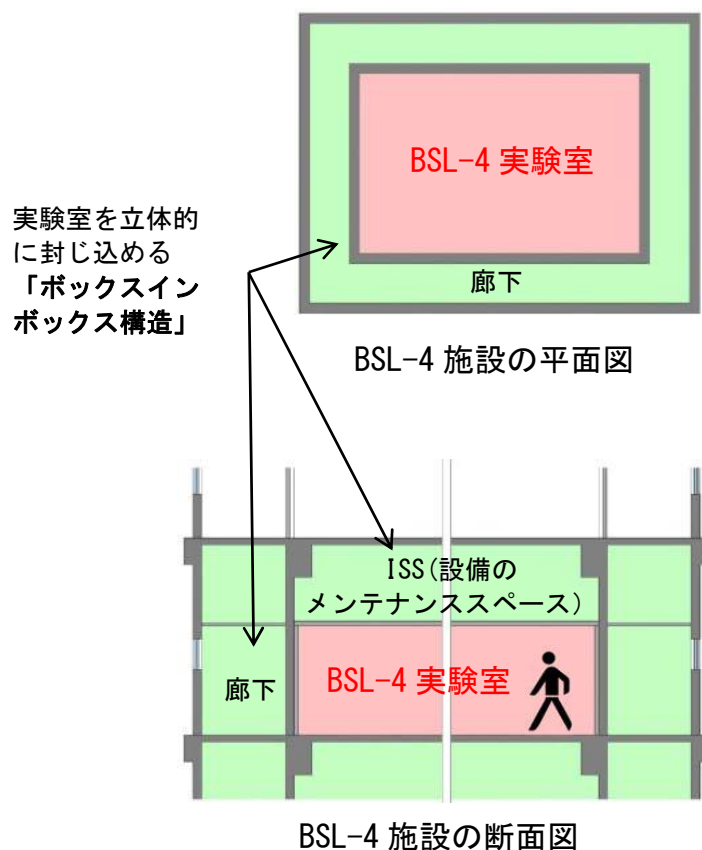 BSL-4 実験室
廊下
実験室を立体的
に封じ込める
「ボックスイン
ボックス構造」
BSL-4 施設の平面図
ISS(設備の
メンテナンススペース)
廊下
BSL-4 実験室
BSL-4 施設の断面図